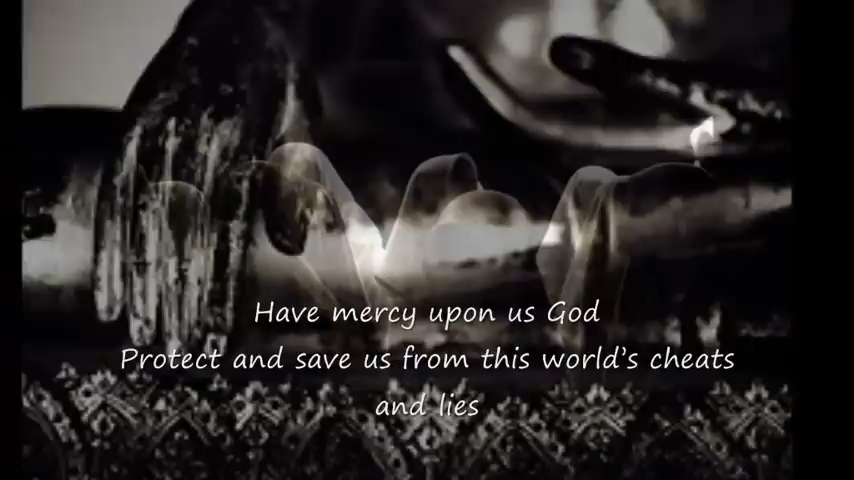 Have mercy upon us God
Protect and save us from this world's cheats
and lies